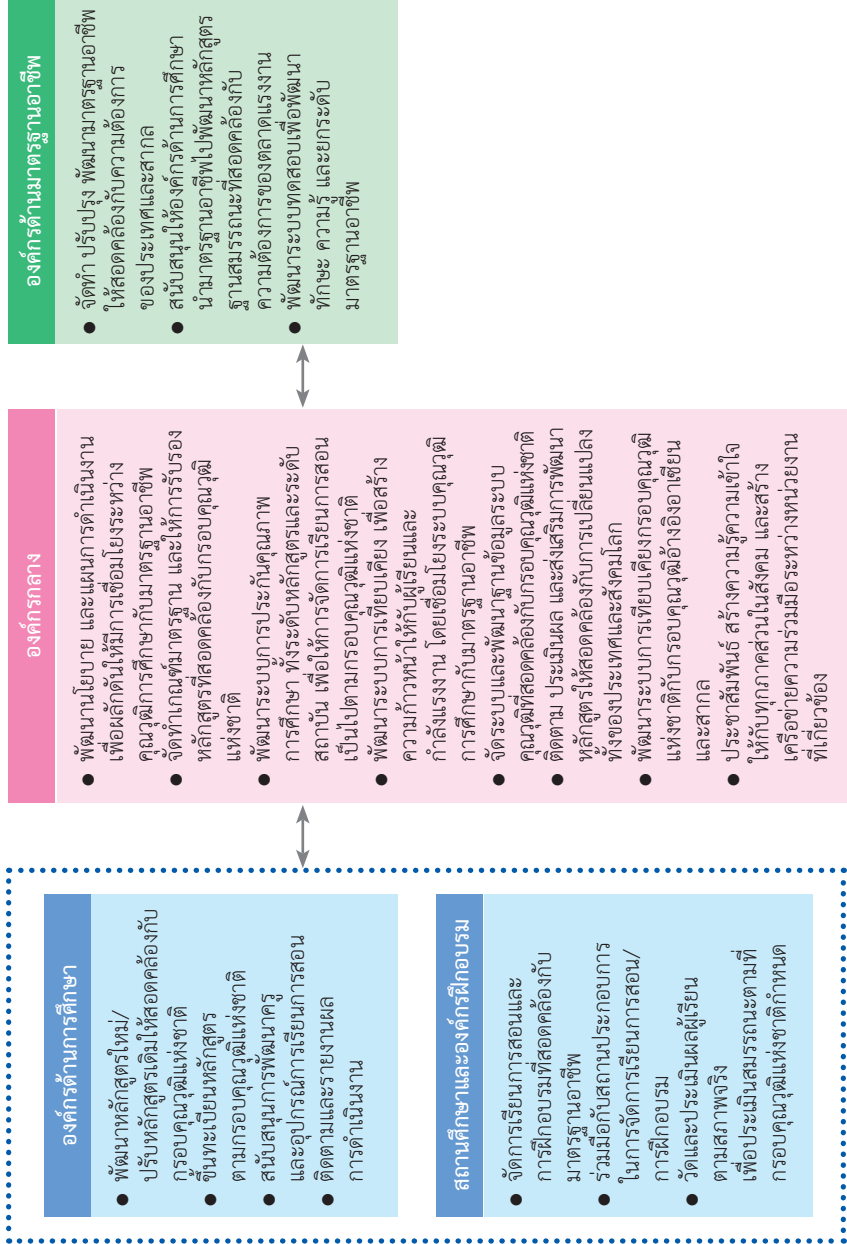 องค์กรด้านการศึกษา
● พัฒนาหลักสูตรใหม่/
ปรับหลักสูตรเดิมให้สอดคล้องกับ
กรอบคุณวุฒิแห่งชาติ
● ขึ้นทะเบียนหลักสูตร
ตามกรอบคุณวุฒิแห่งชาติ
● สนับสนุนการพัฒนาครู
และอุปกรณ์การเรียนการสอน
● ติดตามและรายงานผล
การดำเนินงาน
สถานศึกษาและองค์กรฝึกอบรม
● จัดการเรียนการสอนและ
การฝึกอบรมที่สอดคล้องกับ
มาตรฐานอาชีพ
● ร่วมมือกับสถานประกอบการ
ในการจัดการเรียนการสอน/
การฝึกอบรม
● วัดและประเมินผลผู้เรียน
ตามสภาพจริง
เพื่อประเมินสมรรถนะตามที่
กรอบคุณวุฒิแห่งชาติกำหนด
องค์กรกลาง
● พัฒนานโยบาย และแผนการดำเนินงาน
เพื่อผลักดันให้มีการเชื่อมโยงระหว่าง
คุณวุฒิการศึกษากับมาตรฐานอาชีพ
● จัดทำเกณฑ์มาตรฐาน และให้การรับรอง
หลักสูตรที่สอดคล้องกับกรอบคุณวุฒิ
แห่งชาติ
● พัฒนาระบบการประกันคุณภาพ
การศึกษา ทั้งระดับหลักสูตรและระดับ
สถาบัน เพื่อให้การจัดการเรียนการสอน
เป็นไปตามกรอบคุณวุฒิแห่งชาติ
● พัฒนาระบบการเทียบเคียง เพื่อสร้าง
ความก้าวหน้าให้กับผู้เรียนและ
กำลังแรงงาน โดยเชื่อมโยงระบบคุณวุฒิ
การศึกษากับมาตรฐานอาชีพ
● จัดระบบและพัฒนาฐานข้อมูลระบบ
คุณวุฒิที่สอดคล้องกับกรอบคุณวุฒิแห่งชาติ
● ติดตาม ประเมินผล และส่งเสริมการพัฒนา
หลักสูตรให้สอดคล้องกับการเปลี่ยนแปลง
ทั้งของประเทศและสังคมโลก
● พัฒนาระบบการเทียบเคียงกรอบคุณวุฒิ
แห่งชาติกับกรอบคุณวุฒิอ้างอิงอาเซียน
และสากล
● ประชาสัมพันธ์ สร้างความรู้ความเข้าใจ
ให้กับทุกภาคส่วนในสังคม และสร้าง
เครือข่ายความร่วมมือระหว่างหน่วยงาน
ที่เกี่ยวข้อง
องค์กรด้านมาตรฐานอาชีพ
● จัดทำ ปรับปรุง พัฒนามาตรฐานอาชีพ
ให้สอดคล้องกับความต้องการ
ของประเทศและสากล
● สนับสนุนให้องค์กรด้านการศึกษา
นำมาตรฐานอาชีพไปพัฒนาหลักสูตร
ฐานสมรรถนะที่สอดคล้องกับ
ความต้องการของตลาดแรงงาน
● พัฒนาระบบทดสอบเพื่อพัฒนา
ทักษะ ความรู้ และยกระดับ
มาตรฐานอาชีพ